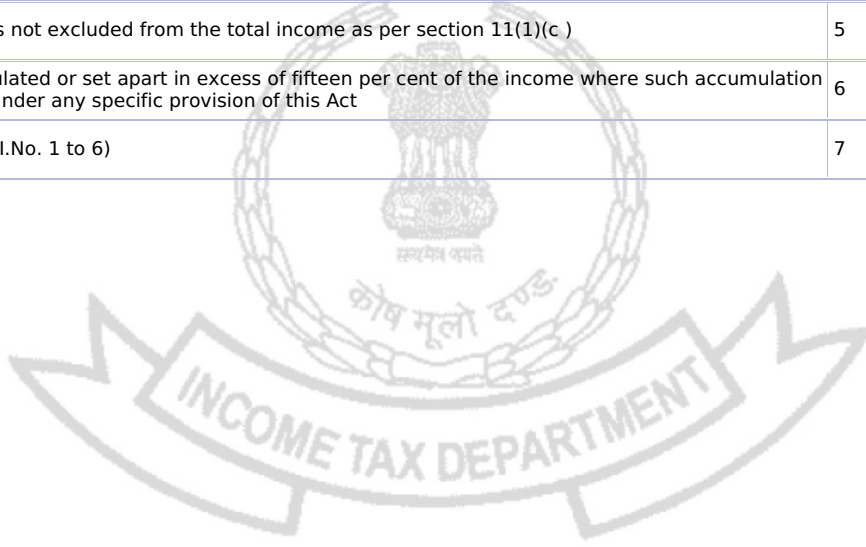 s not excluded from the total income as per section 11(1)(c ) 5
ulated or set apart in excess of fifteen per cent of the income where such accumulation 6
nder any specific provision of this Act
I.No. 1 to 6) 7
सत्यमेव जयते
कोष मूलो दण्डः
INCOME TAX DEPARTMENT